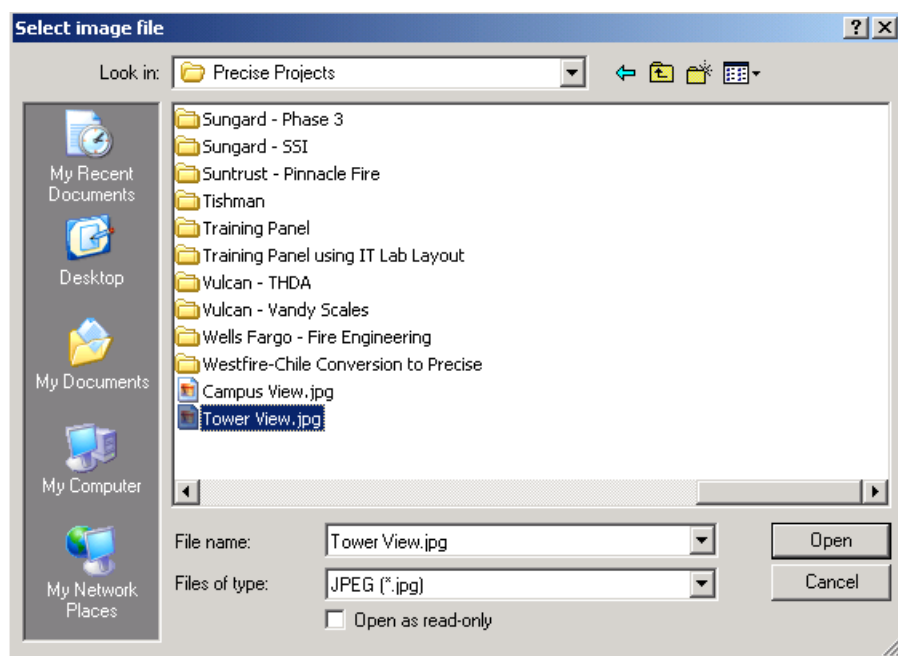 Select image file
Look in:
Precise Projects
My Recent
Documents
Desktop
My Documents
My Computer
My Network
Places
Sungard - Phase 3
Sungard - SSI
Suntrust - Pinnacle Fire
Tishman
Training Panel
Training Panel using IT Lab Layout
Vulcan - THDA
Vulcan - Vandy Scales
Wells Fargo - Fire Engineering
Westfire-Chile Conversion to Precise
Campus View.jpg
Tower View.jpg
File name:
Tower View.jpg
Open
Files of type:
JPEG (*.jpg)
Cancel
Open as read-only